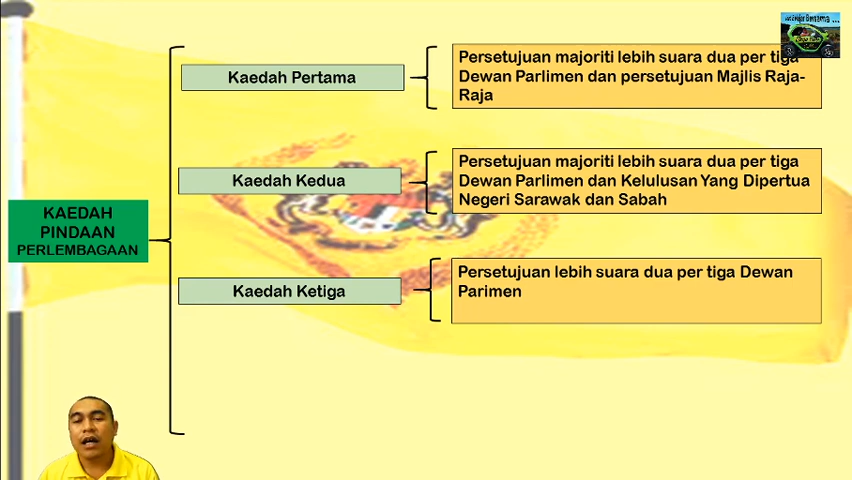 Kaedah Pertama
Persetujuan majoriti lebih suara dua per tiga
Dewan Parlimen dan persetujuan Majlis Raja-
Raja
Kaedah Kedua
Persetujuan majoriti lebih suara dua per tiga
Dewan Parlimen dan Kelulusan Yang Dipertua
Negeri Sarawak dan Sabah
KAEDAH
PINDAAN
PERLEMBAGAAN
Kaedah Ketiga
Persetujuan lebih suara dua per tiga Dewan
Parimen